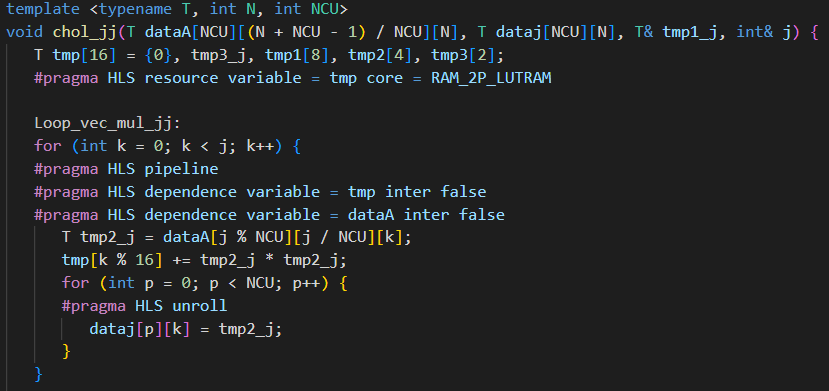 template <typename T, int N, int NCU>
void chol_jj(T dataA[NCU][(N + NCU - 1) / NCU][N], T dataj[NCU][N], T& tmp1_j, int& j) {
T tmp[16] = {0}, tmp3_j, tmp1[8], tmp2[4], tmp3[2];
#pragma HLS resource variable = tmp core = RAM_2P_LUTRAM
Loop_vec_mul_jj:
for (int k = 0; k < j; k++) {
#pragma HLS pipeline
#pragma HLS dependence variable = tmp inter false
#pragma HLS dependence variable = dataA inter false
T tmp2_j = dataA[j % NCU][j / NCU][k];
tmp[k % 16] += tmp2_j * tmp2_j;
for (int p = 0; p < NCU; p++) {
#pragma HLS unroll
dataj[p][k] = tmp2_j;
}
}